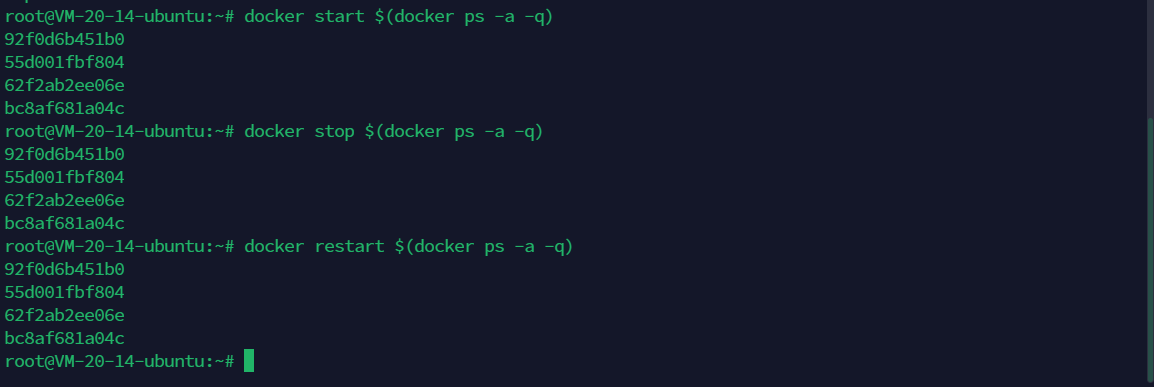 root@VM-20-14-ubuntu:~# docker start $(docker ps -a -q)
92f0d6b451b0
55d001fbf804
62f2ab2ee06e
bc8af681a04c
root@VM-20-14-ubuntu:~# docker stop $(docker ps -a -q)
92f0d6b451b0
55d001fbf804
62f2ab2ee06e
bc8af681a04c
root@VM-20-14-ubuntu:~# docker restart $(docker ps -a -q)
92f0d6b451b0
55d001fbf804
62f2ab2ee06e
bc8af681a04c
root@VM-20-14-ubuntu:~#